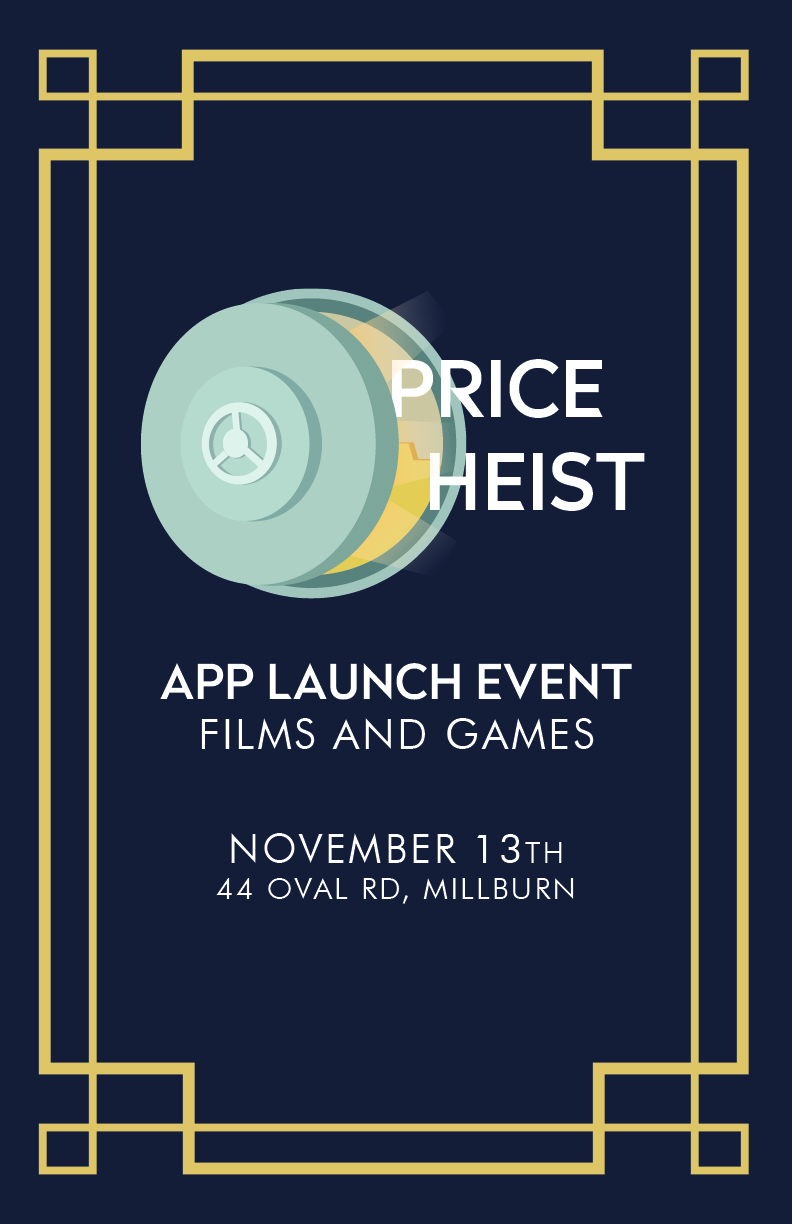 PRICE
HEIST
APP LAUNCH EVENT
FILMS AND GAMES
NOVEMBER 13TH
44 OVAL RD, MILLBURN